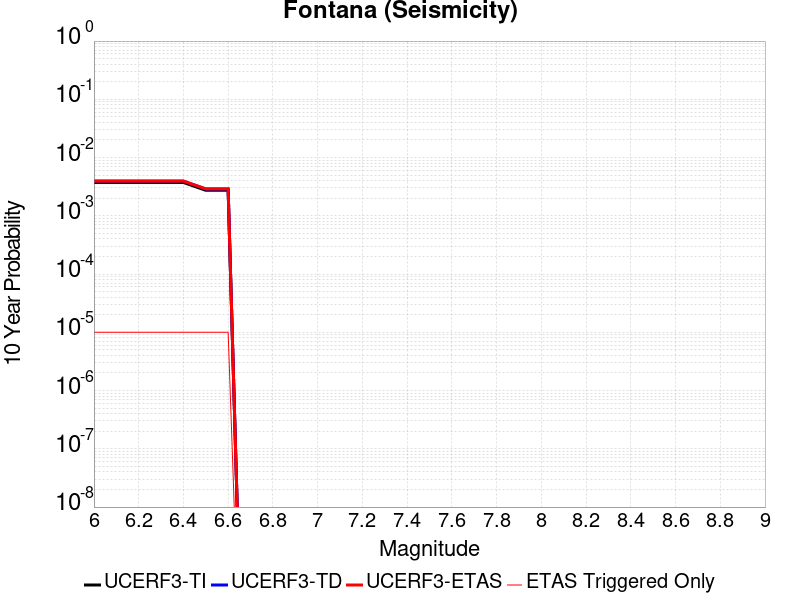 Fontana (Seismicity)
10 Year Probability
10^0
10^-1
10^-2
10^-3
10^-4
10^-5
10^-6
10^-7
10^-8
6 6.2 6.4 6.6 6.8 7 7.2 7.4 7.6 7.8 8 8.2 8.4 8.6 8.8 9
Magnitude
UCERF3-TI UCERF3-TD UCERF3-ETAS ETAS Triggered Only